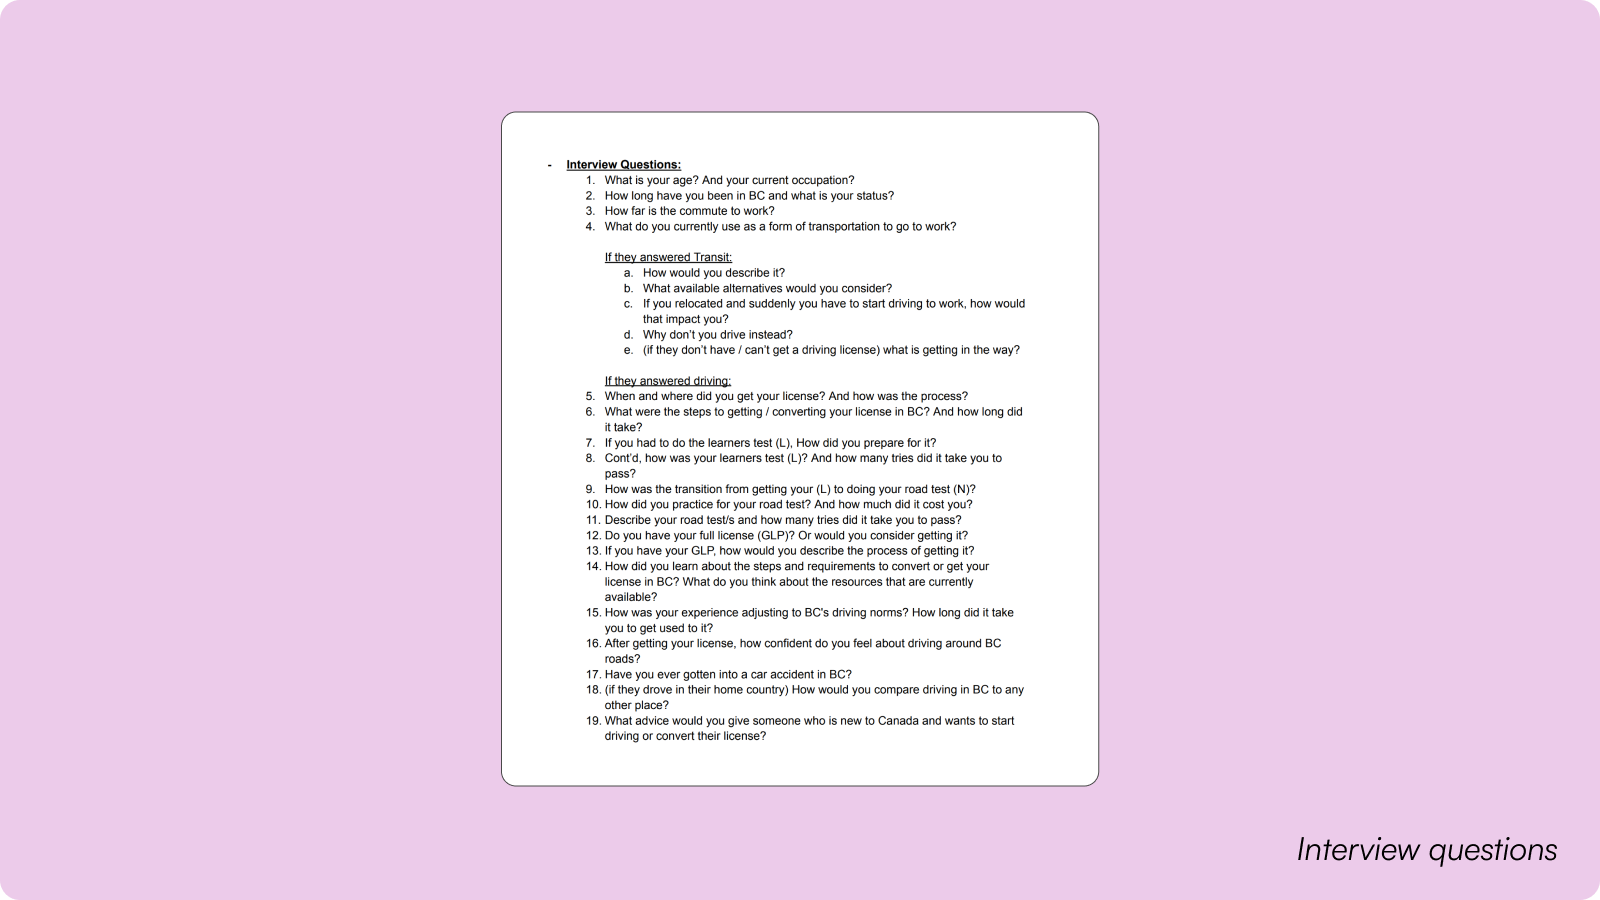 - Interview Questions:
1. What is your age? And your current occupation?
2. How long have you been in BC and what is your status?
3. How far is the commute to work?
4. What do you currently use as a form of transportation to go to work?
If they answered Transit:
a. How would you describe it?
b. What available alternatives would you consider?
c. If you relocated and suddenly you have to start driving to work, how would
that impact you?
d. Why don't you drive instead?
e. (if they don't have / can't get a driving license) what is getting in the way?
If they answered driving:
5. When and where did you get your license? And how was the process?
6. What were the steps to getting / converting your license in BC? And how long did
it take?
7. If you had to do the learners test (L), How did you prepare for it?
8. Cont'd, how was your learners test (L)? And how many tries did it take you to
pass?
9. How was the transition from getting your (L) to doing your road test (N)?
10. How did you practice for your road test? And how much did it cost you?
11. Describe your road test/s and how many tries did it take you to pass?
12. Do you have your full license (GLP)? Or would you consider getting it?
13. If you have your GLP, how would you describe the process of getting it?
14. How did you learn about the steps and requirements to convert or get your
license in BC? What do you think about the resources that are currently
available?
15. How was your experience adjusting to BC's driving norms? How long did it take
you to get used to it?
16. After getting your license, how confident do you feel about driving around BC
roads?
17. Have you ever gotten into a car accident in BC?
18. (if they drove in their home country) How would you compare driving in BC to any
other place?
19. What advice would you give someone who is new to Canada and wants to start
driving or convert their license?
Interview questions